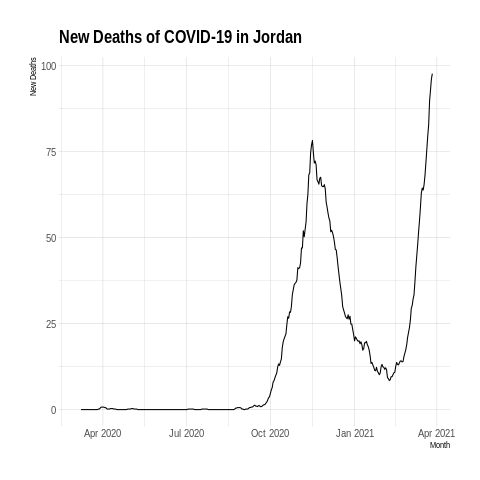 New Deaths of COVID-19 in Jordan
New Deaths
100
75
50
25
0
Apr 2020 Jul 2020 Oct 2020 Jan 2021 Apr 2021
Month